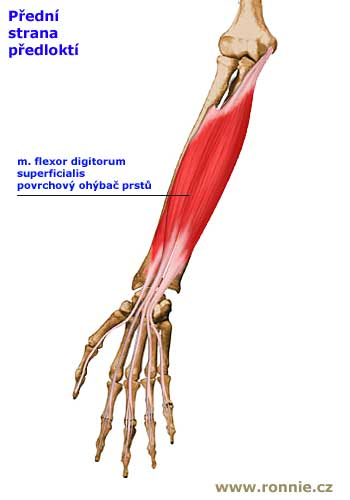 Přední
strana
předloktí
m. flexor digitorum
superficialis
povrchový ohýbač prstů
www.ronnie.cz